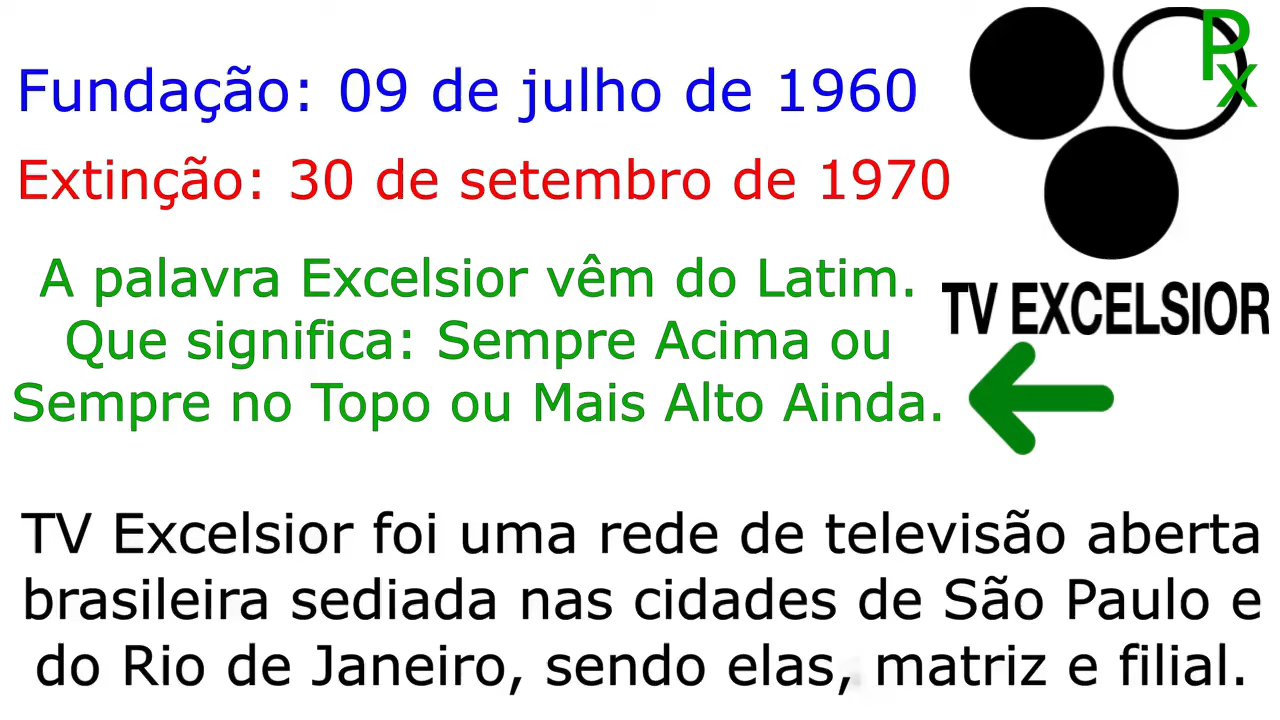 Fundação: 09 de julho de 1960
Px
Extinção: 30 de setembro de 1970
A palavra Excelsior vêm do Latim.
Que significa: Sempre Acima ou
Sempre no Topo ou Mais Alto Ainda.
TV EXCELSIOR
TV Excelsior foi uma rede de televisão aberta
brasileira sediada nas cidades de São Paulo e
do Rio de Janeiro, sendo elas, matriz e filial.